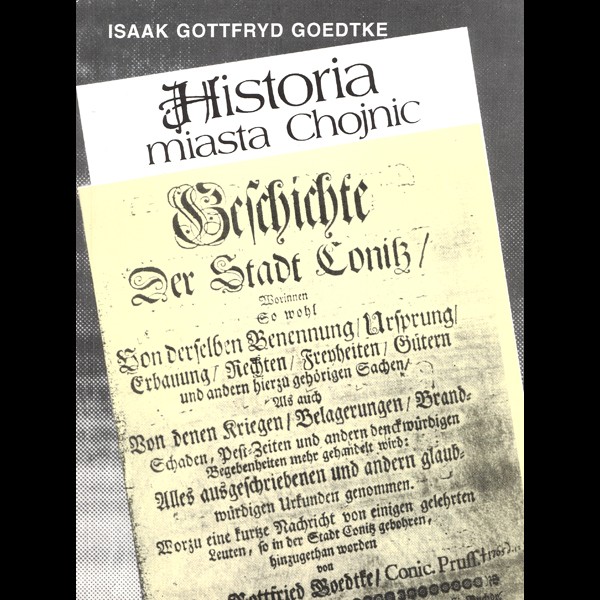 ISAAK GOTTFRYD GOEDTKE
Historia
miasta Chojnic
Geſchichte
Der Stadt Conitz/
Worinnen
So wohl
Von derſelben Benennung/ Urſprung/
Erbauung/ Rechten/ Freyheiten/ Gütern
und andern hierzu gehörigen Sachen/
Als auch
Von denen Kriegen/ Belagerungen/ Brand-
Schaden, Peſt-Zeiten und andern denckwürdigen
Begebenheiten mehr gehandelt wird:
Alles ausgeſchriebenen und andern glaub-
würdigen Urkunden genommen.
Worzu eine kurtze Nachricht von einigen gelehrten
Leuten, ſo in der Stadt Conitz gebohren,
hinzugethan worden
von
Gottfried Goedtke/ Conic. Pruſſ.